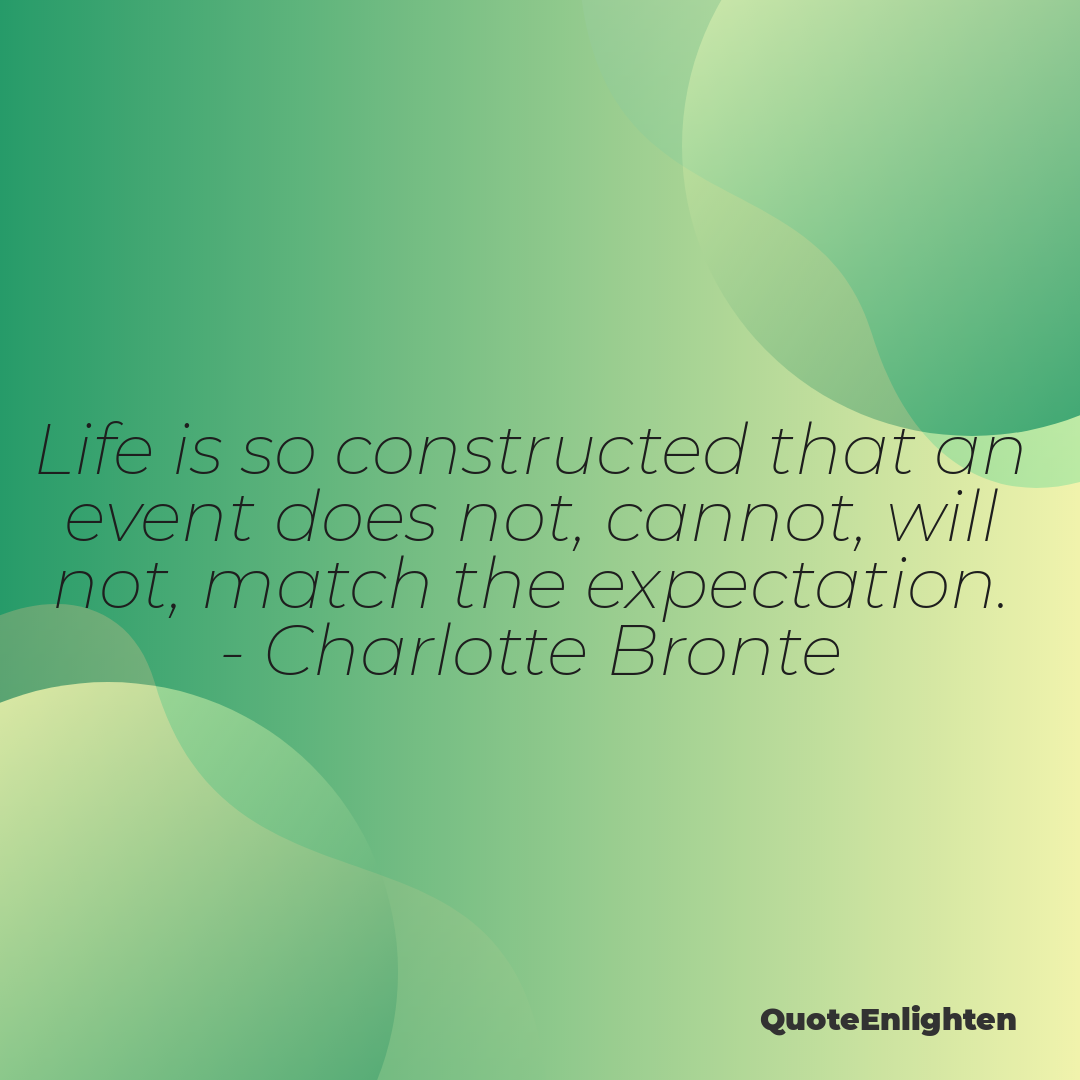 Life is so constructed that an
event does not, cannot, will
not, match the expectation.
- Charlotte Bronte
QuoteEnlighten